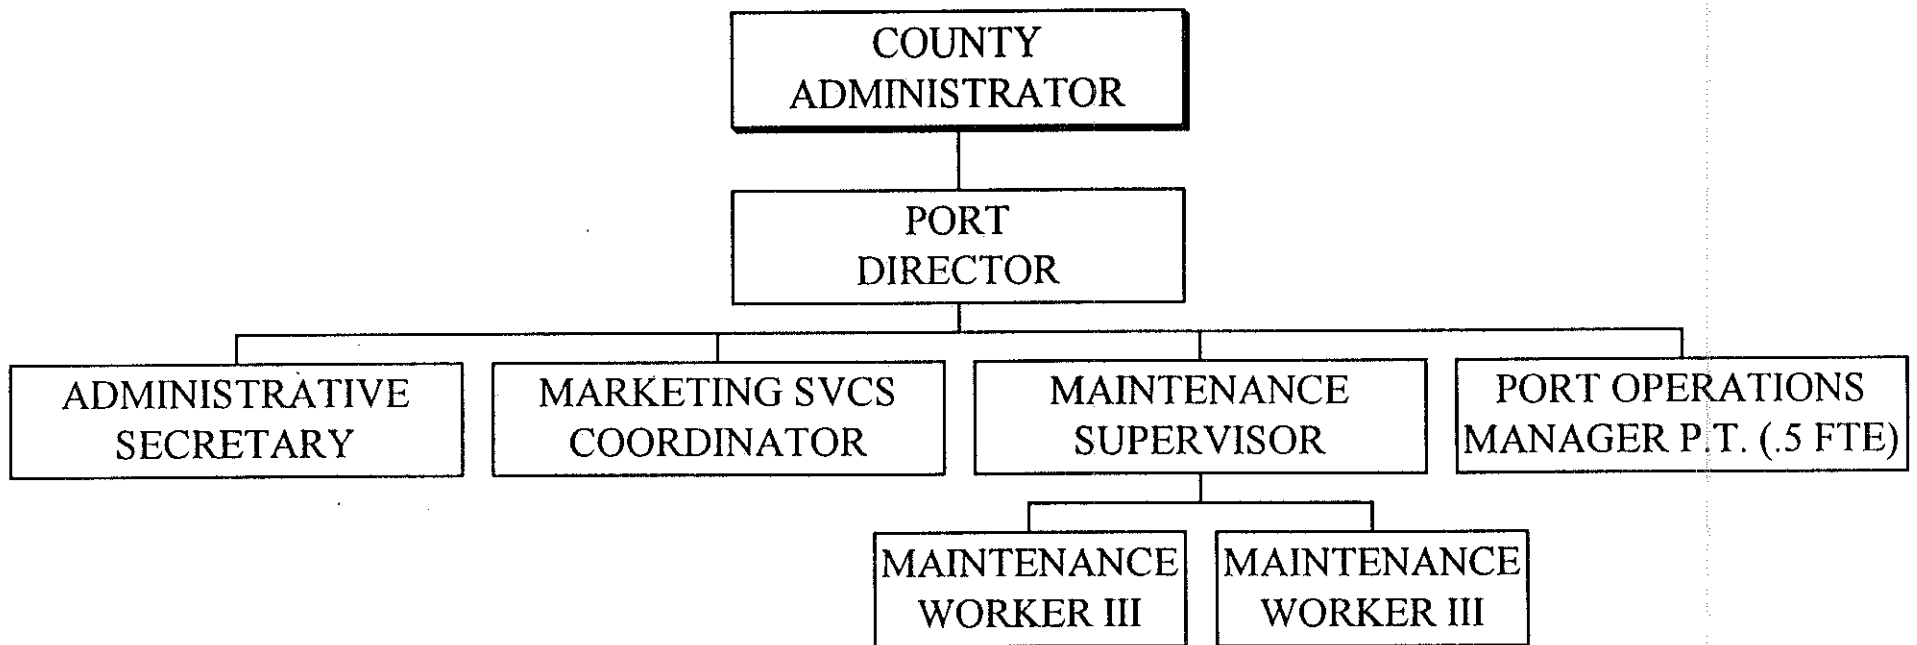 COUNTY
ADMINISTRATOR
PORT
DIRECTOR
ADMINISTRATIVE
SECRETARY
MARKETING SVCS
COORDINATOR
MAINTENANCE
SUPERVISOR
PORT OPERATIONS
MANAGER P.T. (.5 FTE)
MAINTENANCE
WORKER III
MAINTENANCE
WORKER III